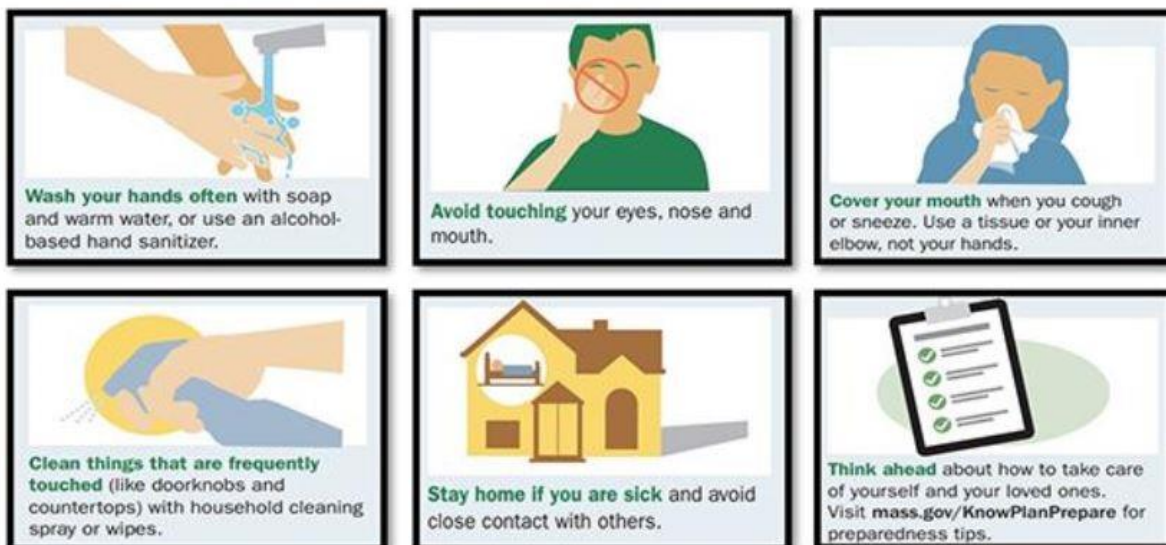 Wash your hands often with soap
and warm water, or use an alcohol-
based hand sanitizer.
Avoid touching your eyes, nose and
mouth.
Cover your mouth when you cough
or sneeze. Use a tissue or your inner
elbow, not your hands.
Clean things that are frequently
touched (like doorknobs and
countertops) with household cleaning
spray or wipes.
Stay home if you are sick and avoid
close contact with others.
Think ahead about how to take care
of yourself and your loved ones.
Visit mass.gov/KnowPlanPrepare for
preparedness tips.